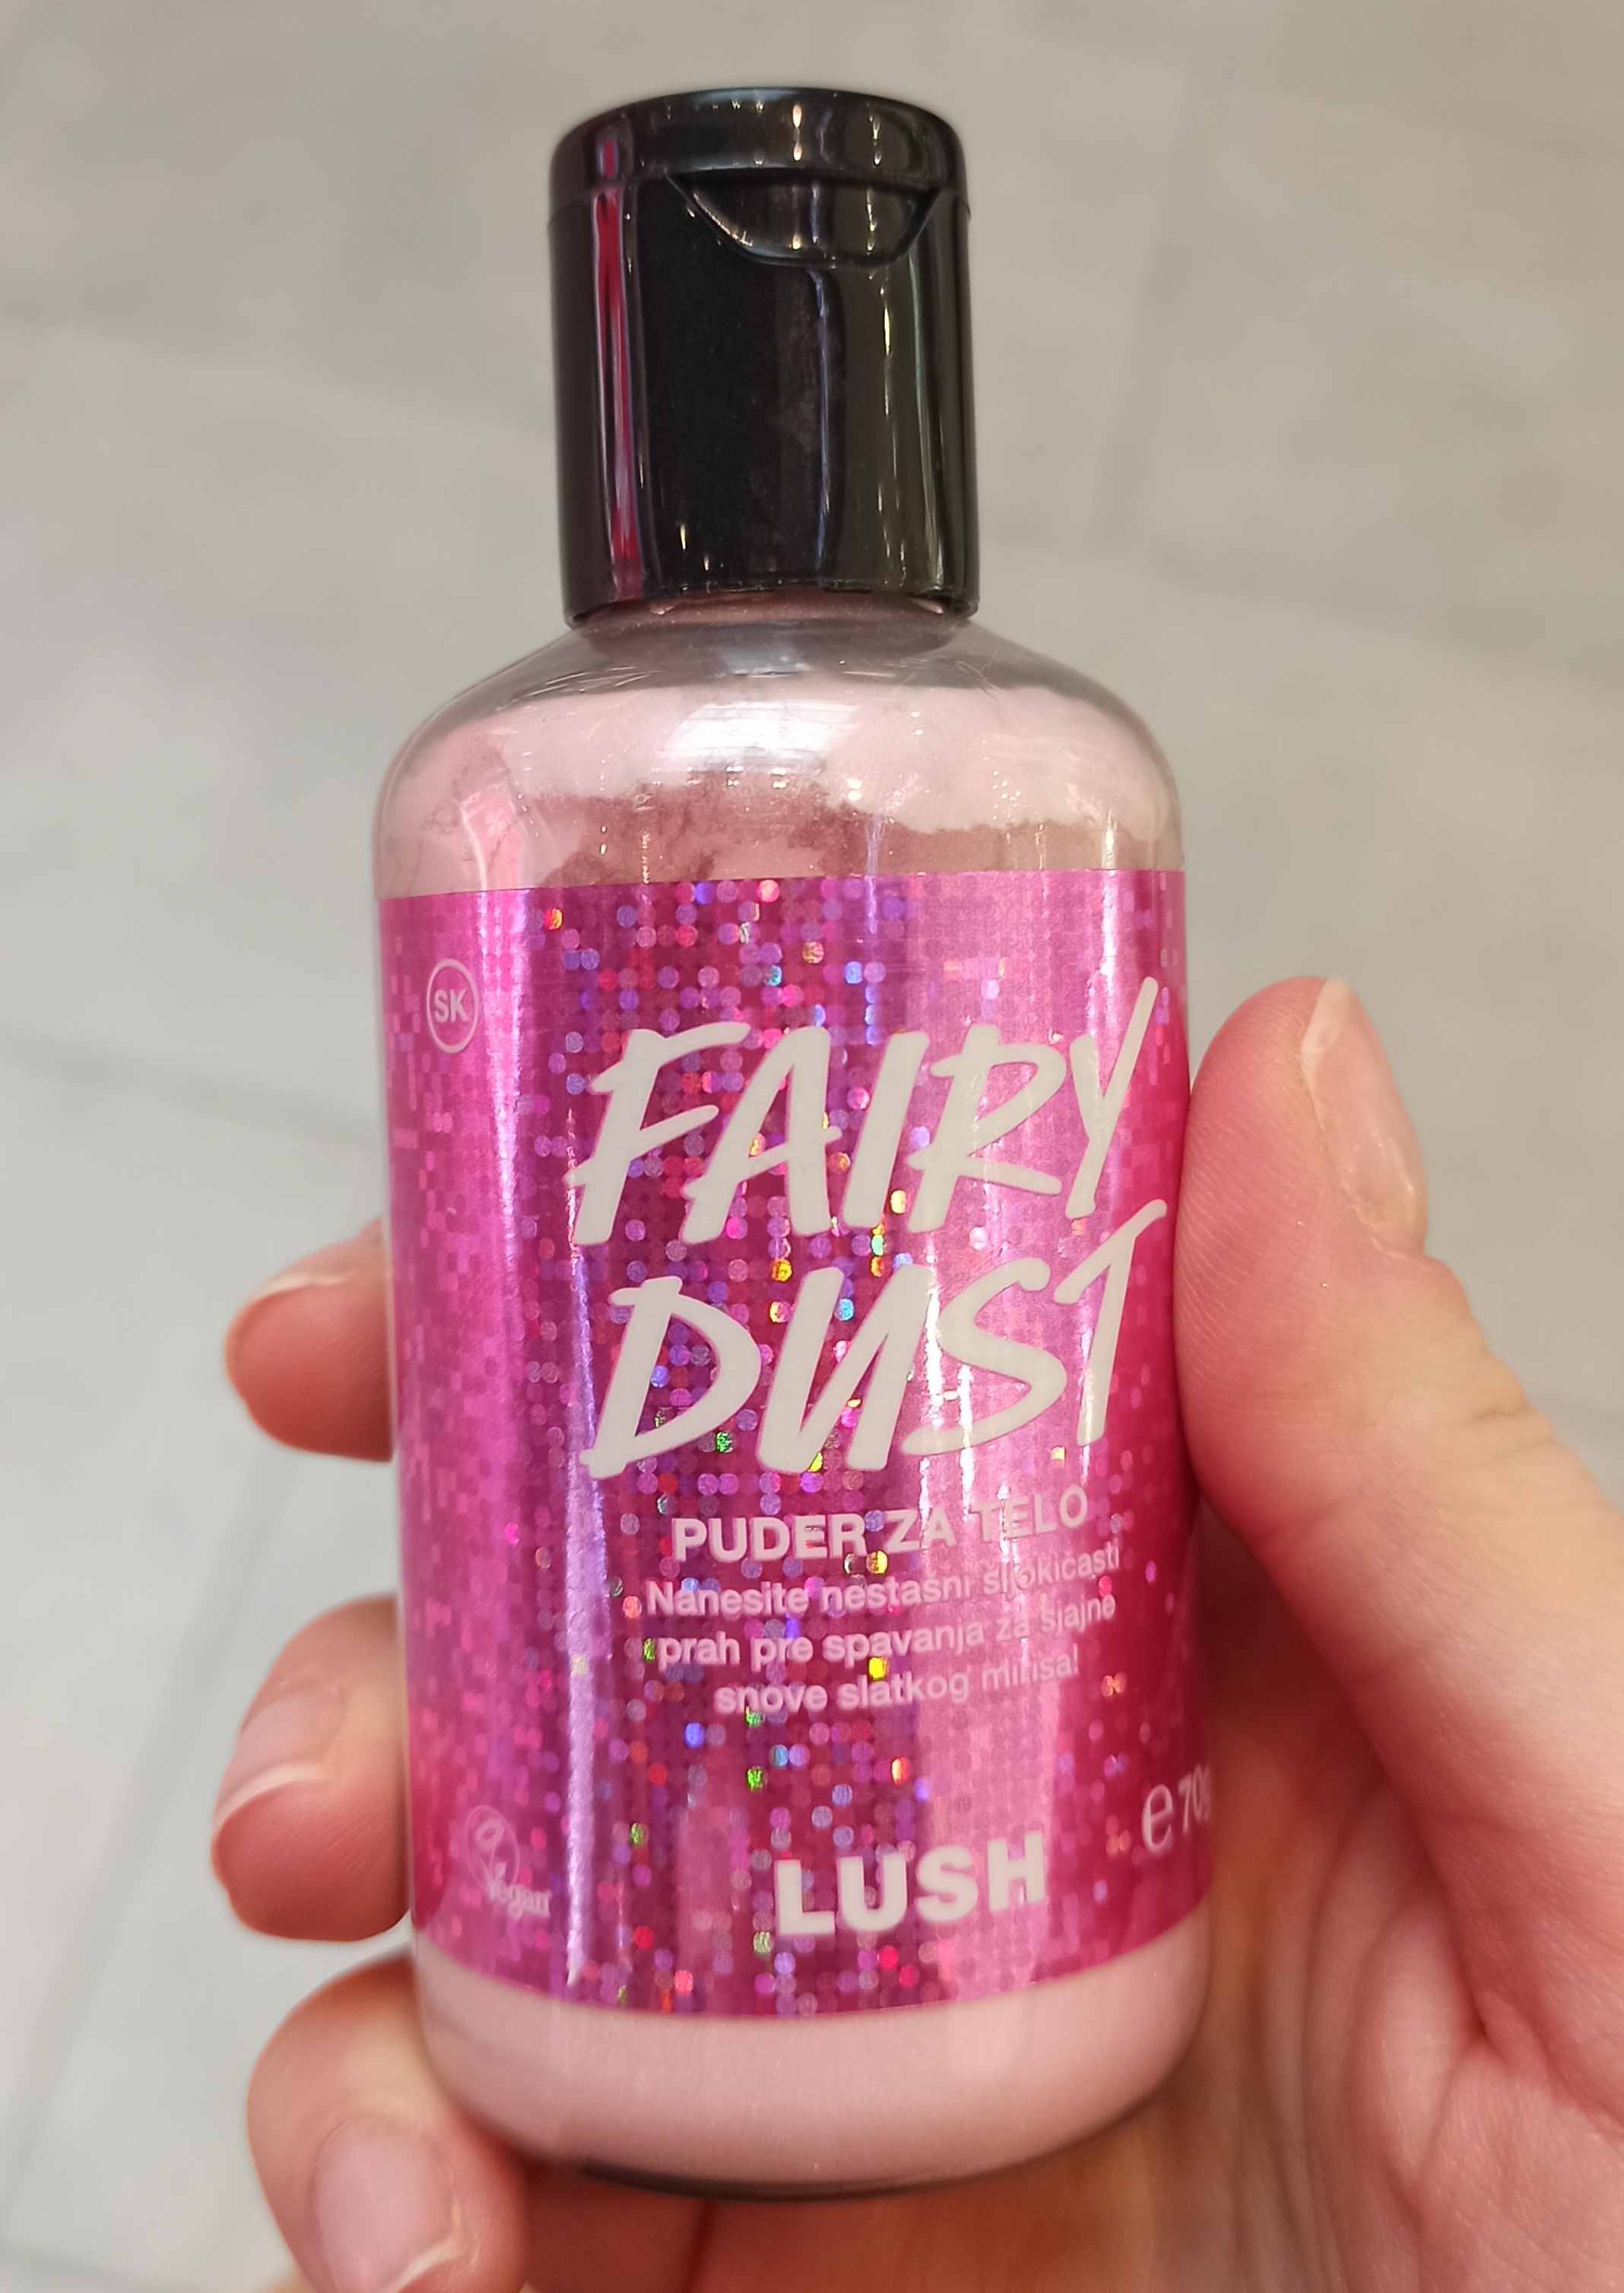 SK
FAIRY
DUST
PUDER ZA TELO
Nanesite nestašni šljokičasti
prah pre spavanja za sjajne
snove slatkog mirisa!
e 70g
Vegan
LUSH